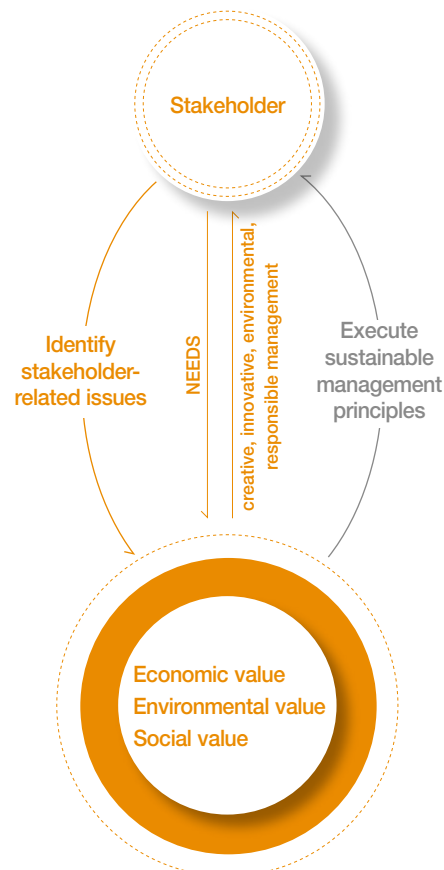 Stakeholder
Identify
stakeholder-
related issues
NEEDS
creative, innovative, environmental,
responsible management
Execute
sustainable
management
principles
Economic value
Environmental value
Social value